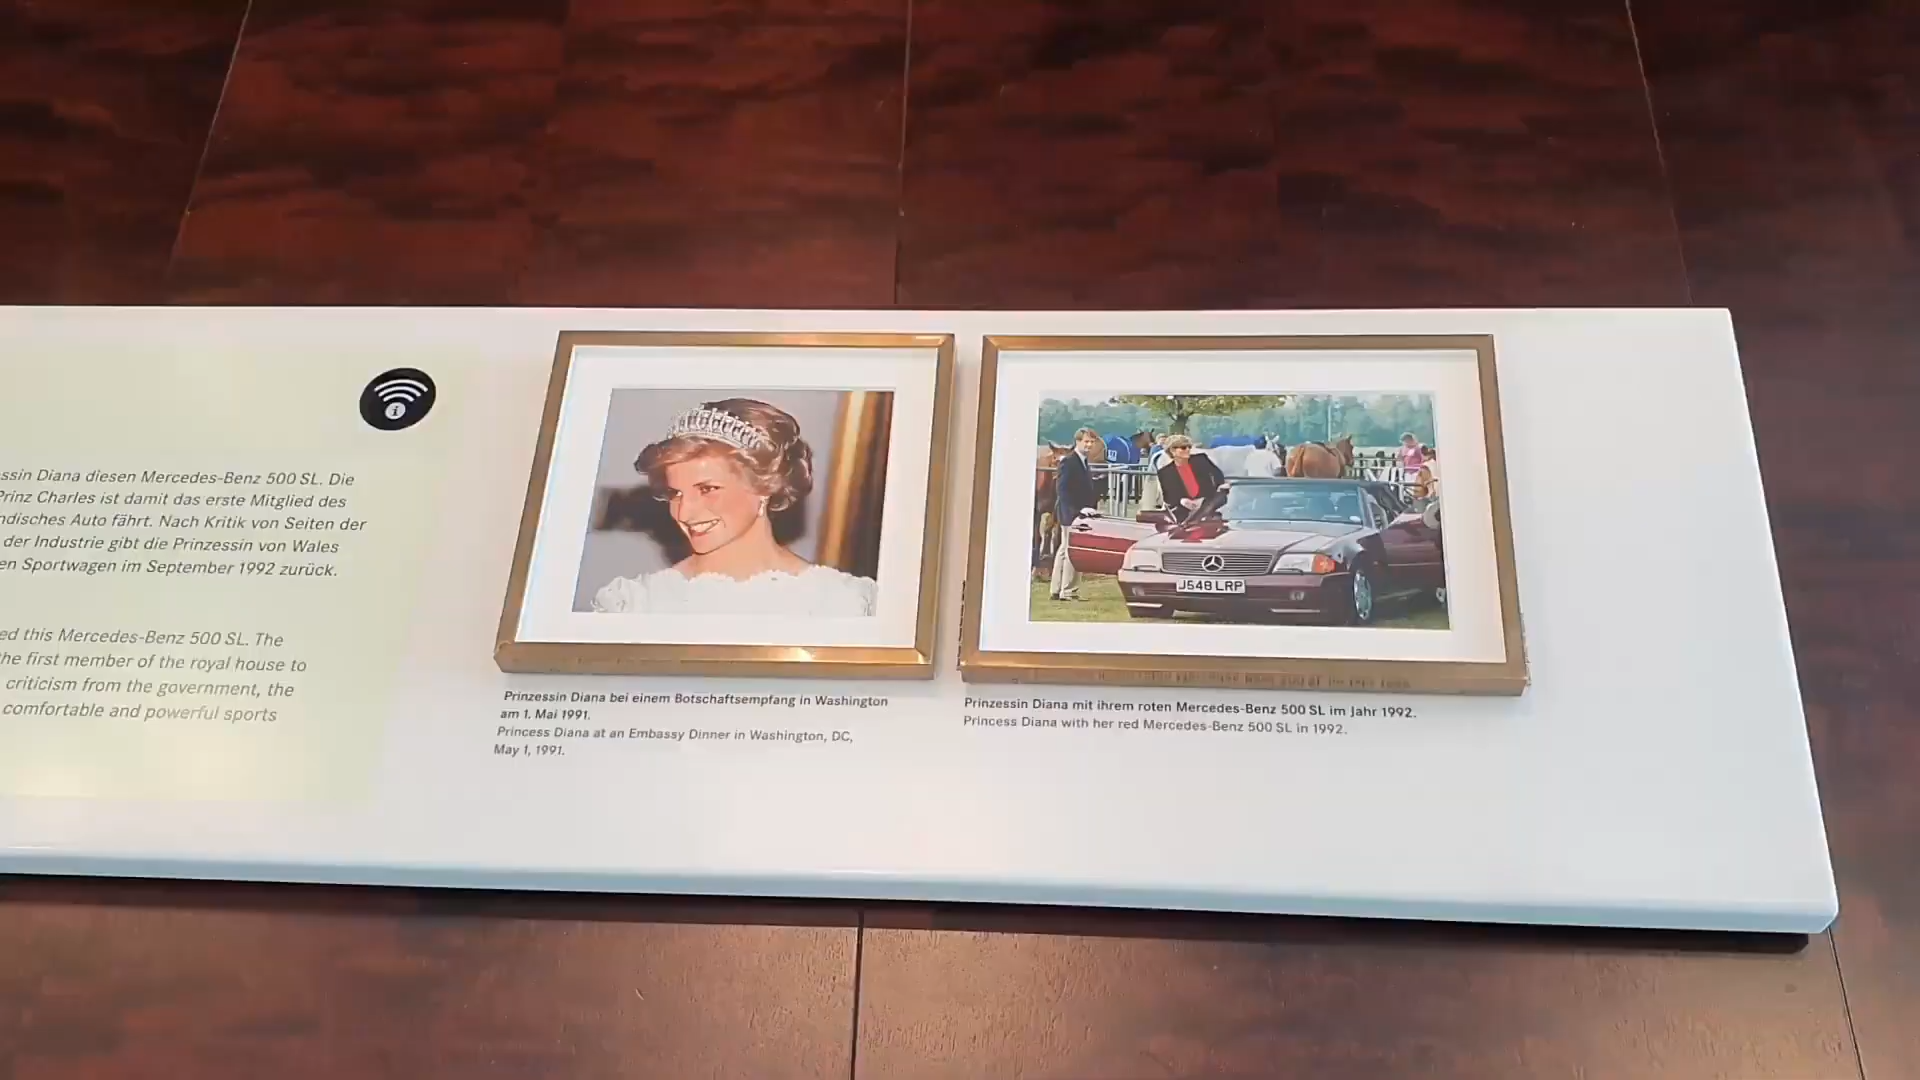 ssin Diana diesen Mercedes-Benz 500 SL. Die
Prinz Charles ist damit das erste Mitglied des
ndisches Auto fährt. Nach Kritik von Seiten der
der Industrie gibt die Prinzessin von Wales
en Sportwagen im September 1992 zurück.
ed this Mercedes-Benz 500 SL. The
the first member of the royal house to
criticism from the government, the
comfortable and powerful sports
Prinzessin Diana bei einem Botschaftsempfang in Washington
am 1. Mai 1991.
Princess Diana at an Embassy Dinner in Washington, DC,
May 1, 1991.
J548 LRP
Prinzessin Diana mit ihrem roten Mercedes-Benz 500 SL im Jahr 1992.
Princess Diana with her red Mercedes-Benz 500 SL in 1992.